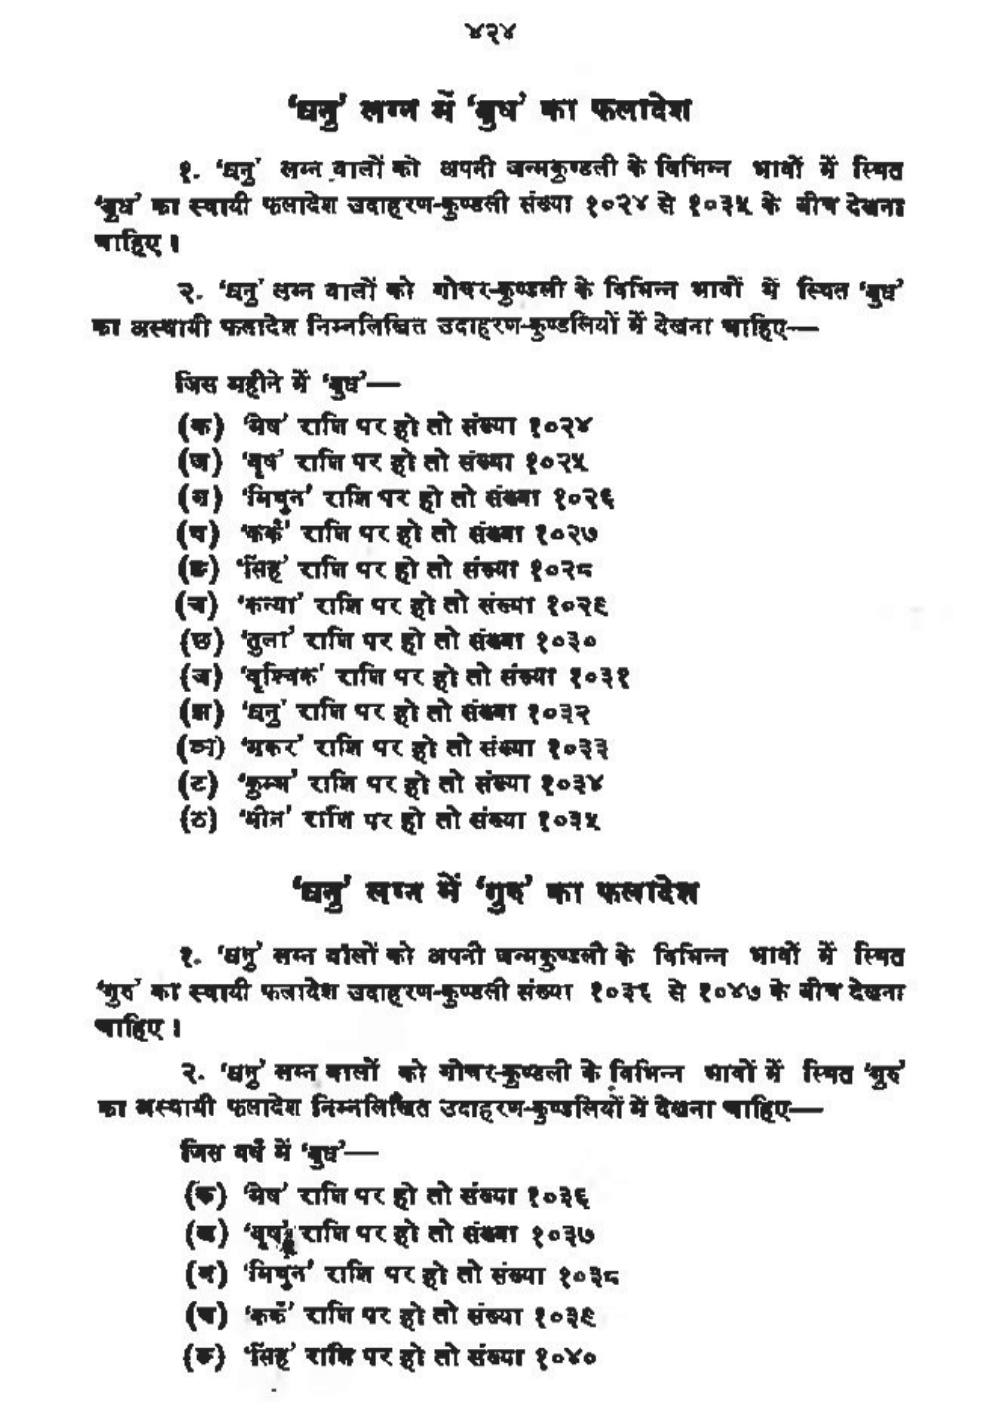 ४२४
‘धनु’ लग्न में ‘बुध’ का फलादेश
१. ‘धनु’ लग्न वालों को अपनी जन्मकुण्डली के विभिन्न भावों में स्थित
‘बुध’ का स्थायी फलादेश उदाहरण-कुण्डली संख्या १०२४ से १०३५ के बीच देखना
चाहिए।
२. ‘धनु’ लग्न वालों को गोचर-कुण्डली के विभिन्न भावों में स्थित ‘बुध’
का अस्थायी फलादेश निम्नलिखित उदाहरण-कुण्डलियों में देखना चाहिए—
जिस महीने में ‘बुध’—
(क) ‘मेष’ राशि पर हो तो संख्या १०२४
(ख) ‘वृष’ राशि पर हो तो संख्या १०२५
(ग) ‘मिथुन’ राशि पर हो तो संख्या १०२६
(घ) ‘कर्क’ राशि पर हो तो संख्या १०२७
(ङ) ‘सिंह’ राशि पर हो तो संख्या १०२८
(च) ‘कन्या’ राशि पर हो तो संख्या १०२९
(छ) ‘तुला’ राशि पर हो तो संख्या १०३०
(ज) ‘वृश्चिक’ राशि पर हो तो संख्या १०३१
(झ) ‘धनु’ राशि पर हो तो संख्या १०३२
(ञ) ‘मकर’ राशि पर हो तो संख्या १०३३
(ट) ‘कुम्भ’ राशि पर हो तो संख्या १०३४
(ठ) ‘मीन’ राशि पर हो तो संख्या १०३५
‘धनु’ लग्न में ‘गुरु’ का फलादेश
१. ‘धनु’ लग्न वालों को अपनी जन्मकुण्डली के विभिन्न भावों में स्थित
‘गुरु’ का स्थायी फलादेश उदाहरण-कुण्डली संख्या १०३६ से १०४७ के बीच देखना
चाहिए।
२. ‘धनु’ लग्न वालों को गोचर-कुण्डली के विभिन्न भावों में स्थित ‘गुरु’
का अस्थायी फलादेश निम्नलिखित उदाहरण-कुण्डलियों में देखना चाहिए—
जिस वर्ष में ‘बुध’—
(क) ‘मेष’ राशि पर हो तो संख्या १०३६
(ख) ‘वृष’ राशि पर हो तो संख्या १०३७
(ग) ‘मिथुन’ राशि पर हो तो संख्या १०३८
(घ) ‘कर्क’ राशि पर हो तो संख्या १०३९
(ङ) ‘सिंह’ राशि पर हो तो संख्या १०४०